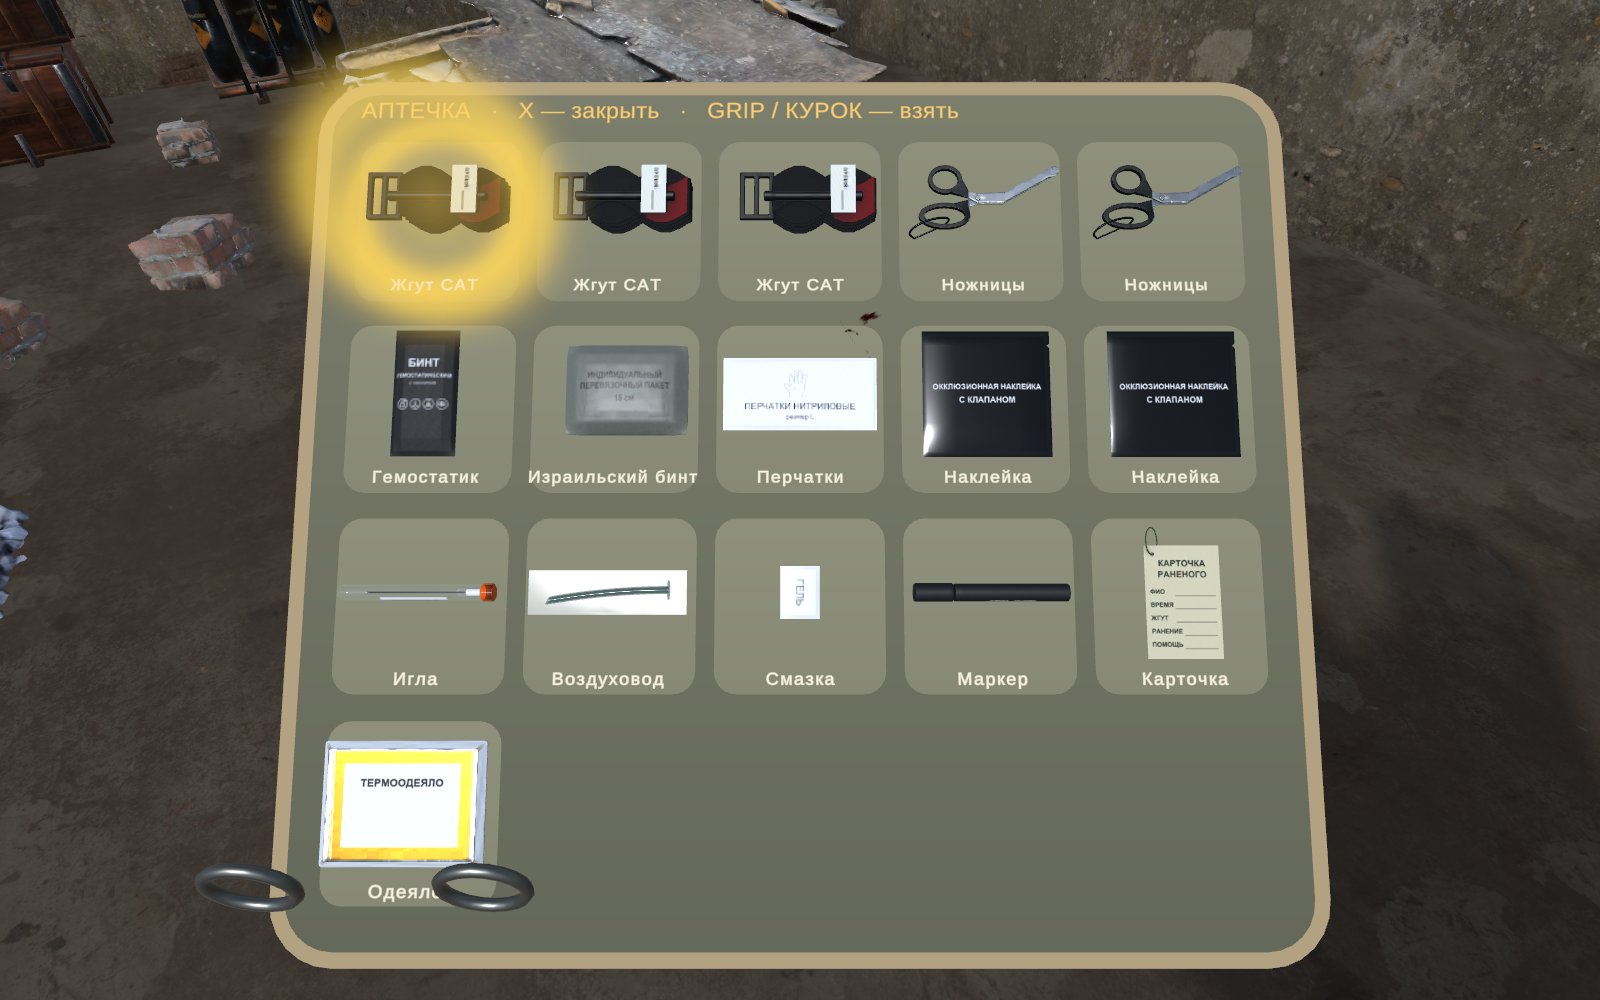 АПТЕЧКА · X — закрыть · GRIP / КУРОК — взять
Жгут CAT
Жгут CAT
Жгут CAT
Ножницы
Ножницы
БИНТ
ГЕМОСТАТИЧЕСКИЙ
Гемостатик
ИНДИВИДУАЛЬНЫЙ
ПЕРЕВЯЗОЧНЫЙ ПАКЕТ
15 см
Израильский бинт
ПЕРЧАТКИ НИТРИЛОВЫЕ
размер L
Перчатки
ОККЛЮЗИОННАЯ НАКЛЕЙКА
С КЛАПАНОМ
Наклейка
ОККЛЮЗИОННАЯ НАКЛЕЙКА
С КЛАПАНОМ
Наклейка
Игла
Воздуховод
ГЕЛЬ
Смазка
Маркер
КАРТОЧКА
РАНЕНОГО
ФИО
ВРЕМЯ
ЖГУТ
РАНЕНИЕ
ПОМОЩЬ
Карточка
ТЕРМООДЕЯЛО
Одеяло